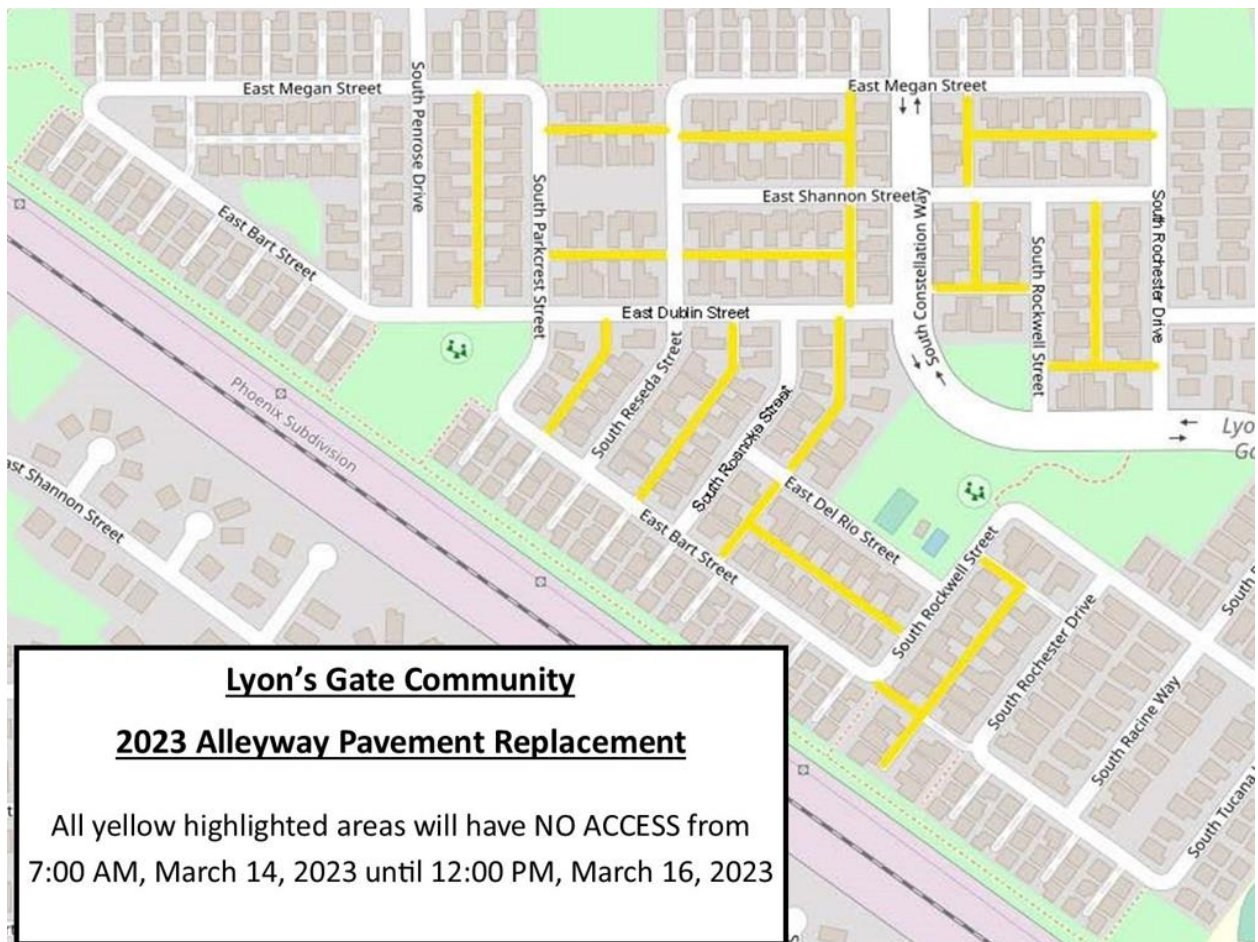 East Megan Street
South Penrose Drive
East Megan Street
East Shannon Street
South Parkcrest Street
South Constellation Way
South Rochester Drive
East Bart Street
South Rockwell Street
East Dublin Street
Phoenix Subdivision
South Reseda Street
South Roanoke Street
Lyo
Ga
East Del Rio Street
ast Shannon Street
East Bart Street
South Rockwell Street
South Rochester Drive
South R
South Racine Way
South Tucana
Lyon's Gate Community
2023 Alleyway Pavement Replacement
All yellow highlighted areas will have NO ACCESS from
7:00 AM, March 14, 2023 until 12:00 PM, March 16, 2023